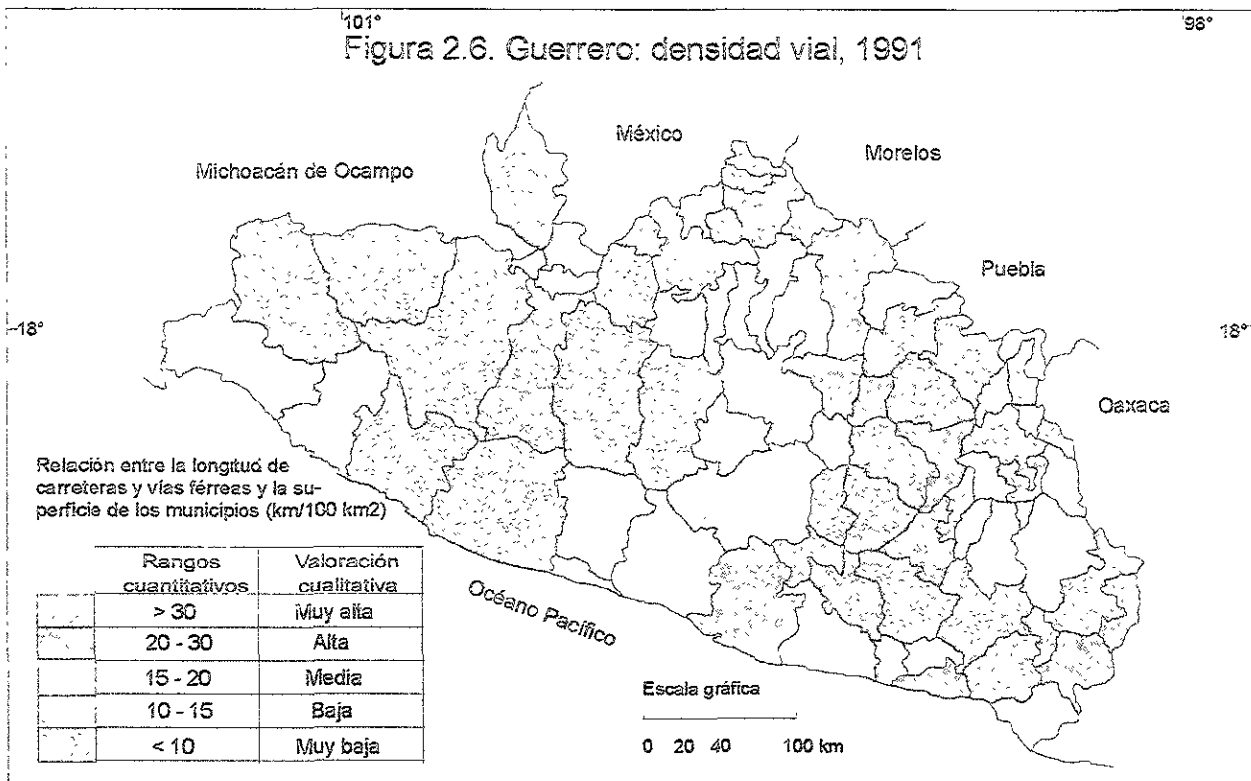 101°
98°
Figura 2.6. Guerrero: densidad vial, 1991
México
Morelos
Michoacán de Ocampo
Puebla
18°
18°
Oaxaca
Relación entre la longitud de
carreteras y vías férreas y la su-
perficie de los municipios (km/100 km2)
Rangos cuantitativos Valoración cualitativa
> 30 Muy alta
20 - 30 Alta
15 - 20 Media
10 - 15 Baja
< 10 Muy baja
Océano Pacífico
Escala gráfica
0 20 40 100 km